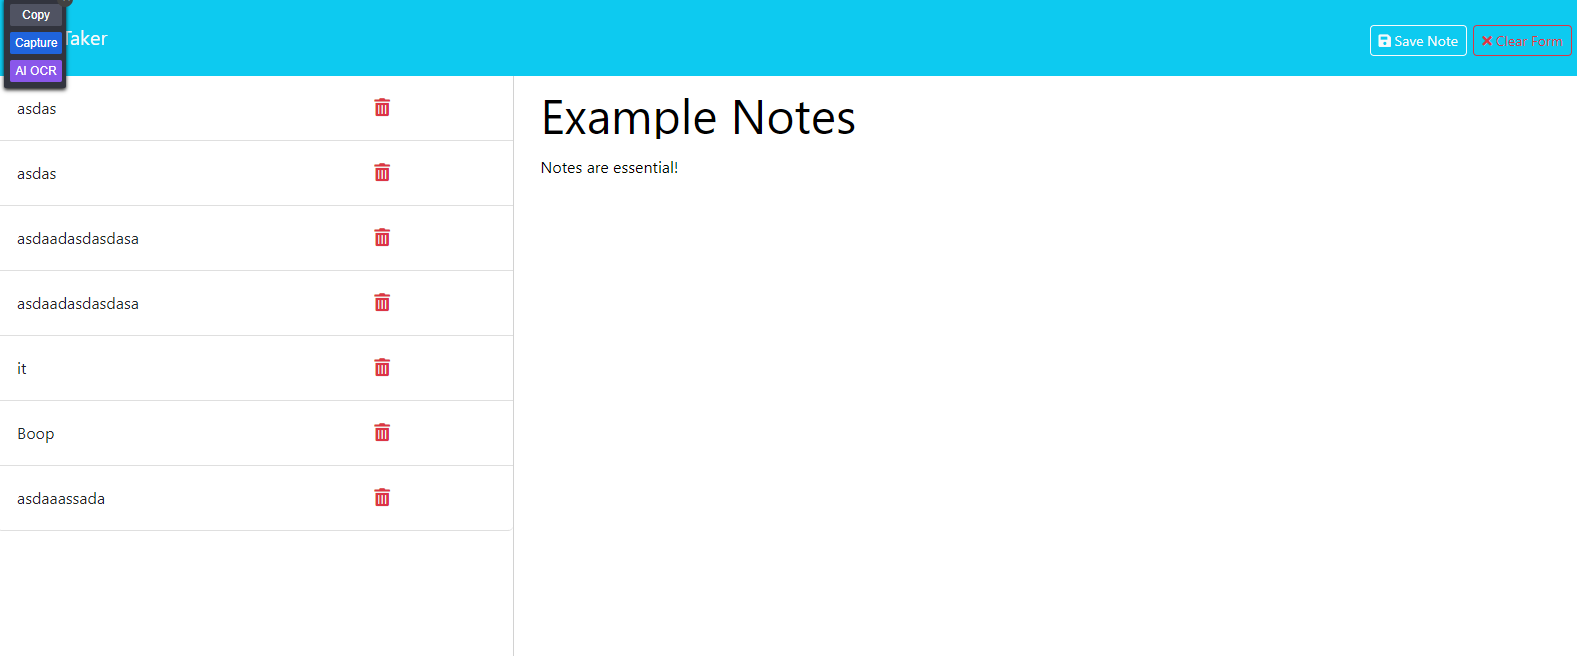 Copy
Capture
AI OCR
Taker
Save Note
Clear Form
asdas
asdas
asdaadasdasdasa
asdaadasdasdasa
it
Boop
asdaaassada
Example Notes
Notes are essential!